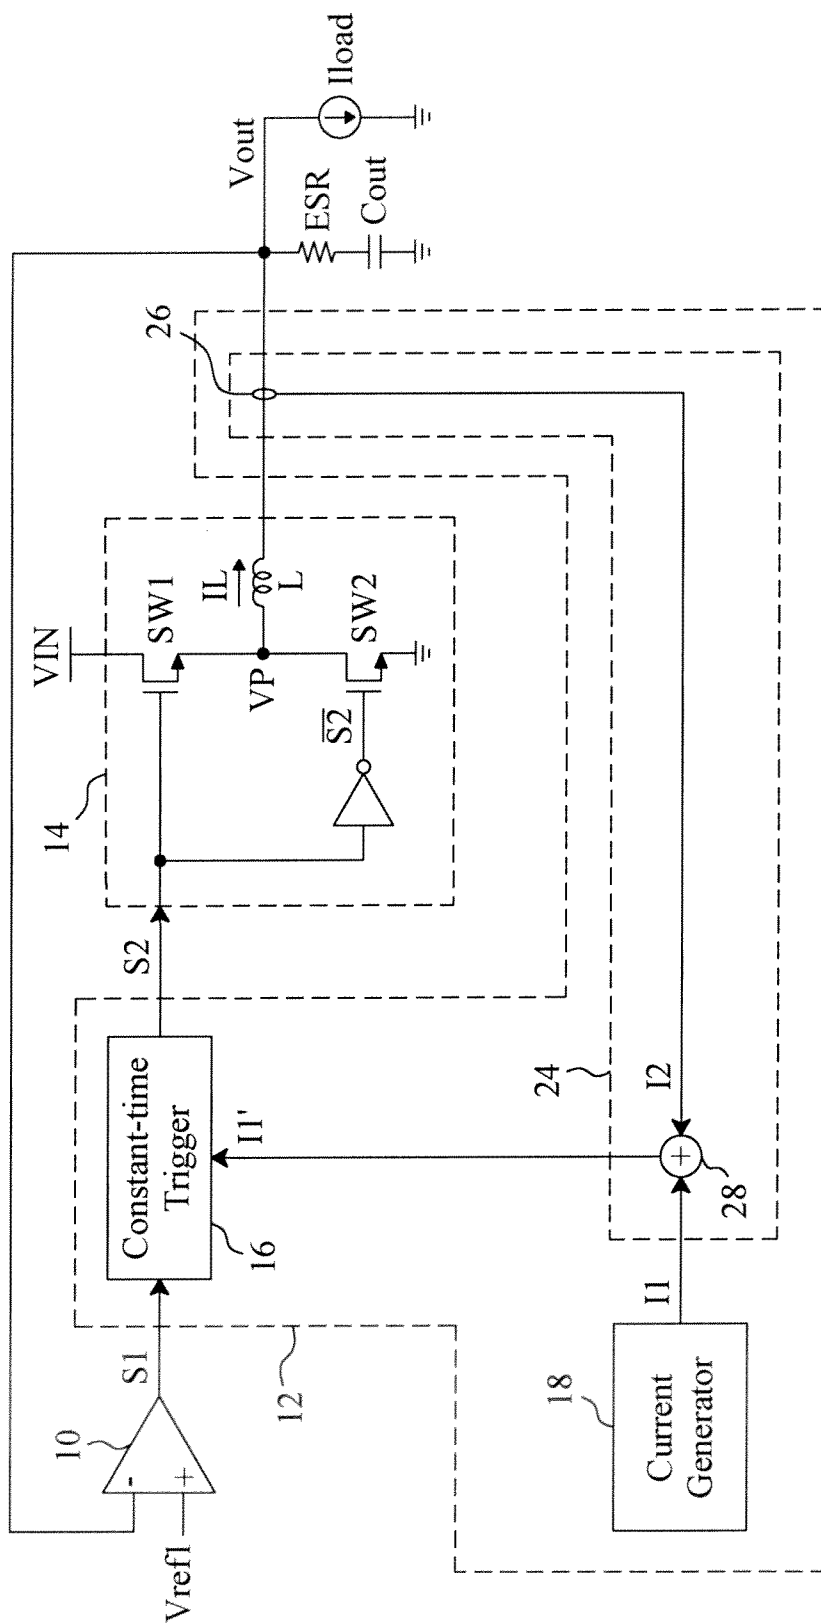 Vref1
10
S1
12
Constant-time
Trigger
16
S2
14
VIN
SW1
VP
IL
L
S2
SW2
26
Vout
ESR
Cout
Iload
I1'
18
Current
Generator
I1
28
24
I2